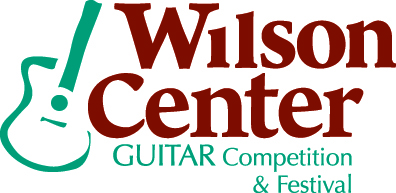 Wilson
Center
GUITAR Competition
& Festival